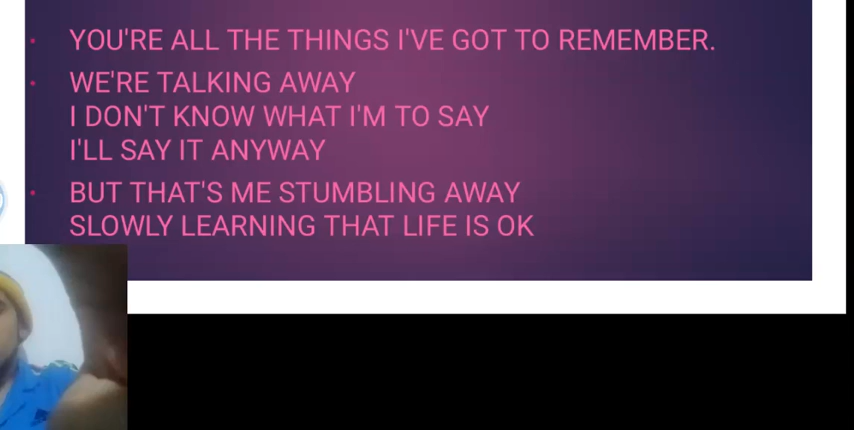 YOU'RE ALL THE THINGS I'VE GOT TO REMEMBER.
WE'RE TALKING AWAY
I DON'T KNOW WHAT I'M TO SAY
I'LL SAY IT ANYWAY
BUT THAT'S ME STUMBLING AWAY
SLOWLY LEARNING THAT LIFE IS OK